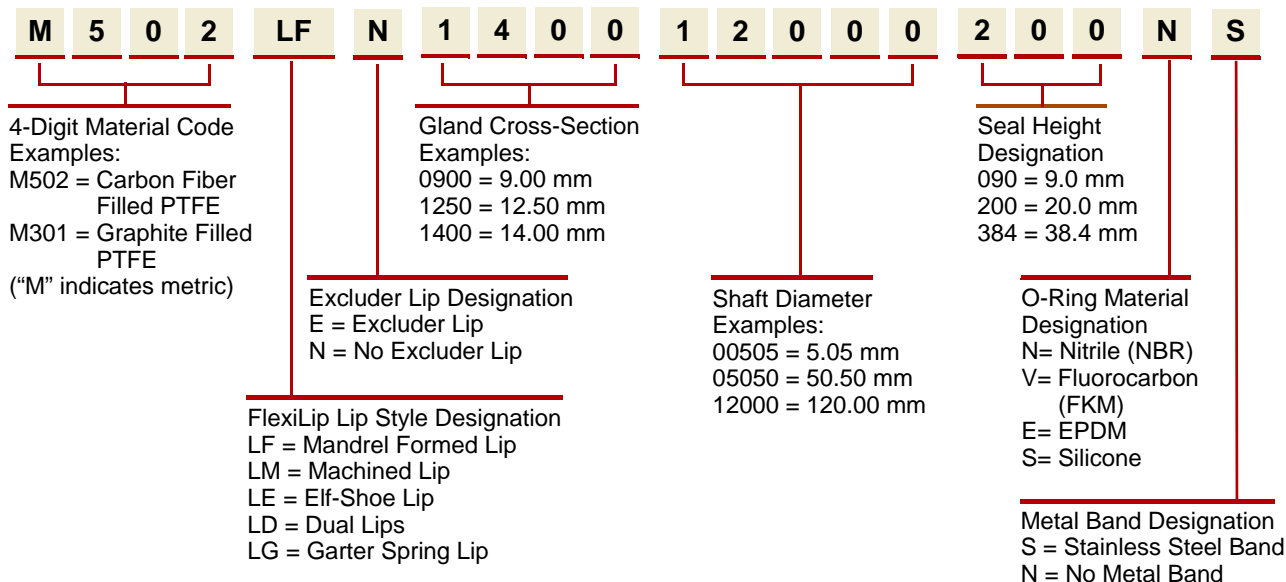 M 5 0 2 LF N 1 4 0 0 1 2 0 0 0 2 0 0 N S
4-Digit Material Code
Examples:
M502 = Carbon Fiber
Filled PTFE
M301 = Graphite Filled
PTFE
(“M” indicates metric)
Gland Cross-Section
Examples:
0900 = 9.00 mm
1250 = 12.50 mm
1400 = 14.00 mm
Seal Height
Designation
090 = 9.0 mm
200 = 20.0 mm
384 = 38.4 mm
Excluder Lip Designation
E = Excluder Lip
N = No Excluder Lip
Shaft Diameter
Examples:
00505 = 5.05 mm
05050 = 50.50 mm
12000 = 120.00 mm
O-Ring Material
Designation
N= Nitrile (NBR)
V= Fluorocarbon
(FKM)
E= EPDM
S= Silicone
FlexiLip Lip Style Designation
LF = Mandrel Formed Lip
LM = Machined Lip
LE = Elf-Shoe Lip
LD = Dual Lips
LG = Garter Spring Lip
Metal Band Designation
S = Stainless Steel Band
N = No Metal Band